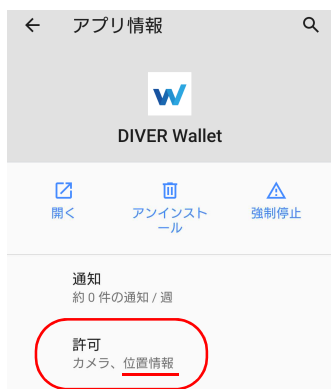 アプリ情報
DIVER Wallet
開く
アンインスト
ール
強制停止
通知
約 0 件の通知 / 週
許可
カメラ、位置情報